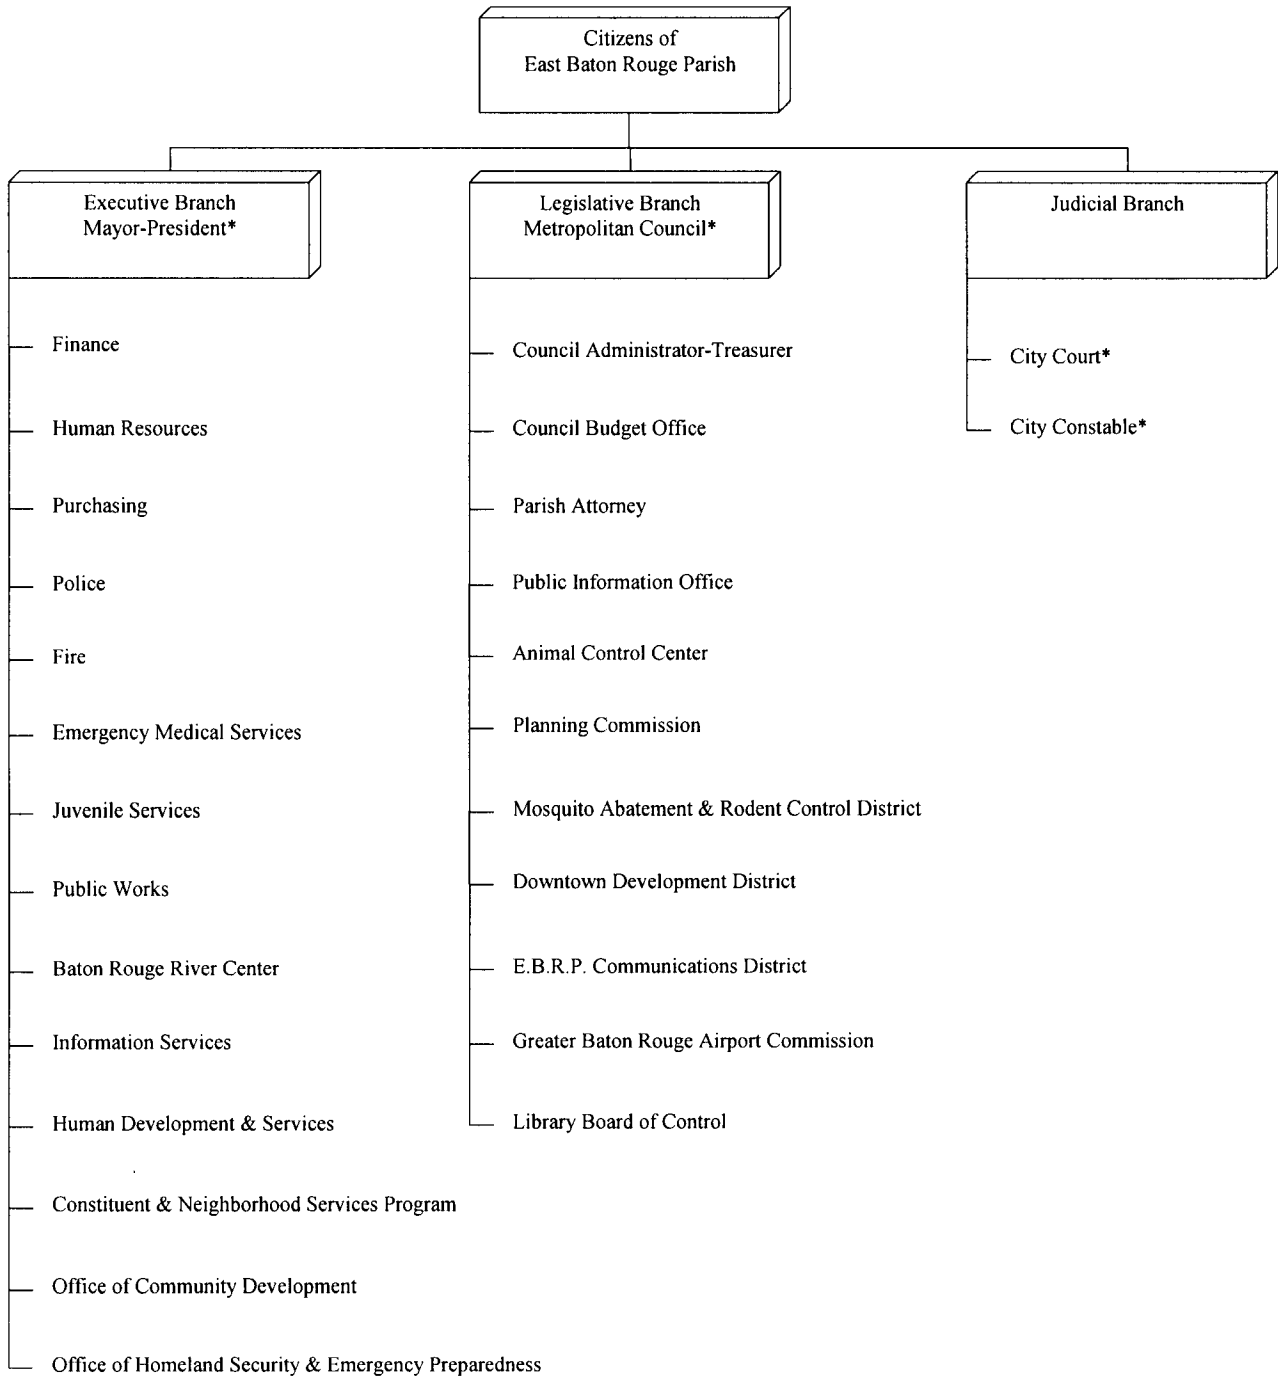 Citizens of
East Baton Rouge Parish
Executive Branch
Mayor-President*
Legislative Branch
Metropolitan Council*
Judicial Branch
Finance
Human Resources
Purchasing
Police
Fire
Emergency Medical Services
Juvenile Services
Public Works
Baton Rouge River Center
Information Services
Human Development & Services
Constituent & Neighborhood Services Program
Office of Community Development
Office of Homeland Security & Emergency Preparedness
Council Administrator-Treasurer
Council Budget Office
Parish Attorney
Public Information Office
Animal Control Center
Planning Commission
Mosquito Abatement & Rodent Control District
Downtown Development District
E.B.R.P. Communications District
Greater Baton Rouge Airport Commission
Library Board of Control
City Court*
City Constable*